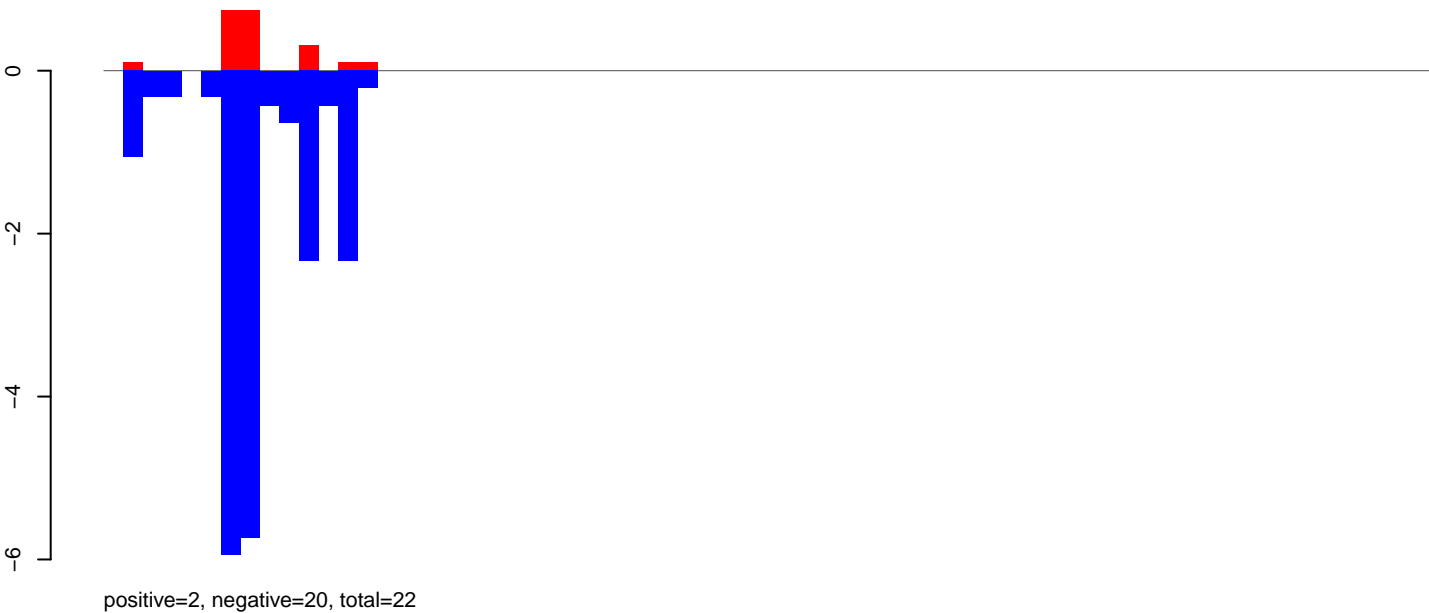 0
−2
−4
−6
positive=2, negative=20, total=22